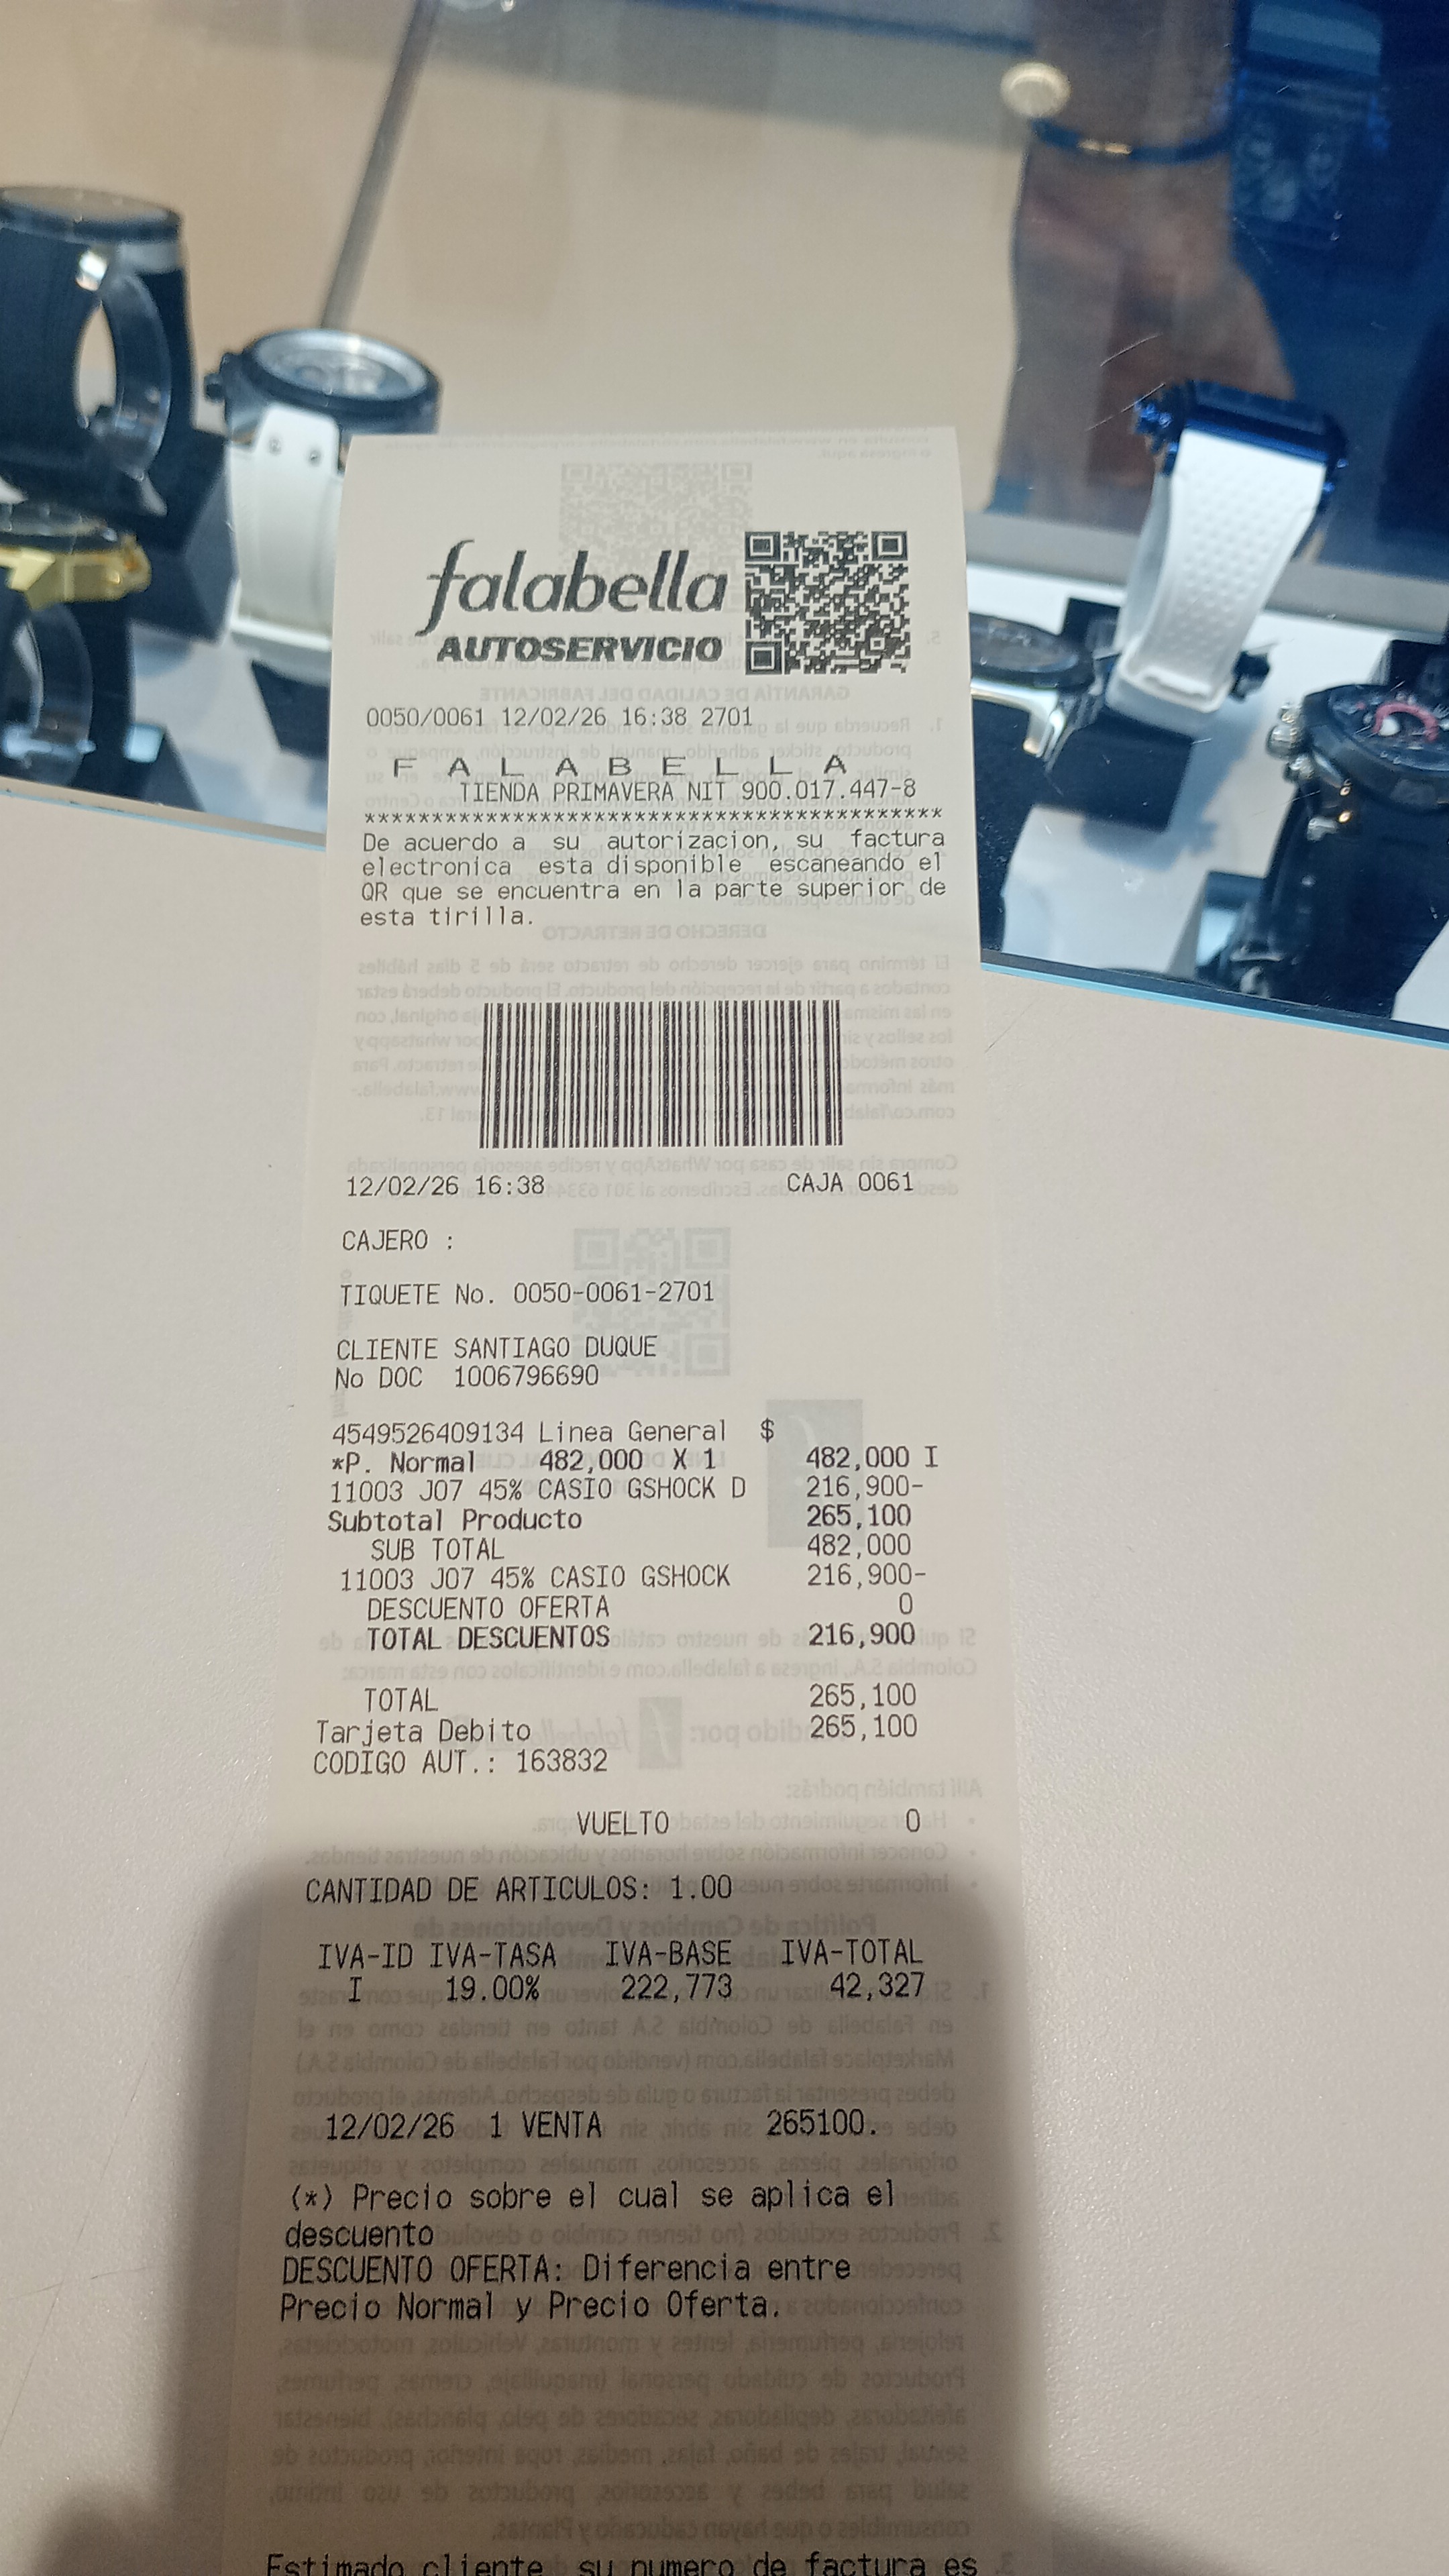 falabella
AUTOSERVICIO
0050/0061 12/02/26 16:38 2701
F A L A B E L L A
TIENDA PRIMAVERA NIT 900.017.447-8
******************************************
De acuerdo a su autorizacion, su factura
electronica esta disponible escaneando el
QR que se encuentra en la parte superior de
esta tirilla.
12/02/26 16:38 CAJA 0061
CAJERO :
TIQUETE No. 0050-0061-2701
CLIENTE SANTIAGO DUQUE
No DOC 1006796690
4549526409134 Linea General $
*P. Normal 482,000 X 1 482,000 I
11003 J07 45% CASIO GSHOCK D 216,900-
Subtotal Producto 265,100
SUB TOTAL 482,000
11003 J07 45% CASIO GSHOCK 216,900-
DESCUENTO OFERTA 0
TOTAL DESCUENTOS 216,900
TOTAL 265,100
Tarjeta Debito 265,100
CODIGO AUT.: 163832
VUELTO 0
CANTIDAD DE ARTICULOS: 1.00
IVA-ID IVA-TASA IVA-BASE IVA-TOTAL
I 19.00% 222,773 42,327
12/02/26 1 VENTA 265100.
(*) Precio sobre el cual se aplica el
descuento
DESCUENTO OFERTA: Diferencia entre
Precio Normal y Precio Oferta.
Estimado cliente su numero de factura es